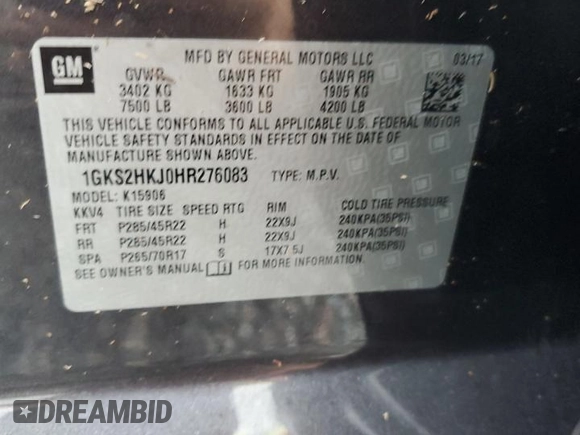 GM
MFD BY GENERAL MOTORS LLC 03/17
GVWR GAWR FRT GAWR RR
3402 KG 1633 KG 1905 KG
7500 LB 3600 LB 4200 LB
THIS VEHICLE CONFORMS TO ALL APPLICABLE U.S. FEDERAL MOTOR
VEHICLE SAFETY STANDARDS IN EFFECT ON THE DATE OF
MANUFACTURE SHOWN ABOVE.
1GKS2HKJ0HR276083 TYPE: M.P.V.
MODEL: K15906
KKV4 TIRE SIZE SPEED RTG RIM COLD TIRE PRESSURE
FRT P285/45R22 H 22X9J 240KPA(35PSI)
RR P285/45R22 H 22X9J 240KPA(35PSI)
SPA P265/70R17 S 17X7.5J 240KPA(35PSI)
SEE OWNER'S MANUAL FOR MORE INFORMATION
DREAMBID